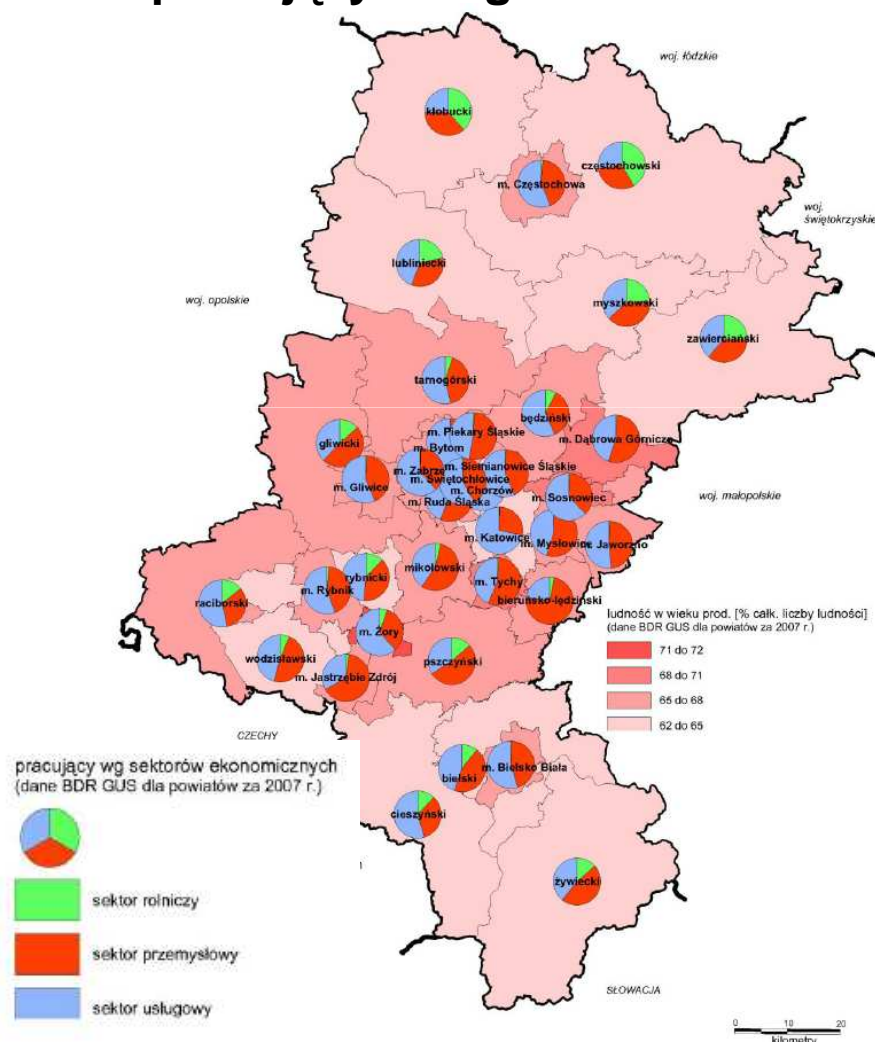 woj. łódzkie
kłobucki
częstochowski
m. Częstochowa
woj.
świętokrzyskie
lubliniecki
woj. opolskie
myszkowski
zawierciański
tarnogórski
będziński
m. Piekary Śląskie
m. Dąbrowa Górnicza
gliwicki
m. Bytom
m. Zabrze
m. Siemianowice Śląskie
m. Świętochłowice
m. Gliwice
m. Chorzów
m. Ruda Śląska
m. Sosnowiec
woj. małopolskie
m. Katowice
m. Mysłowice
m. Jaworzno
mikołowski
rybnicki
m. Rybnik
m. Tychy
bieruńsko-lędziński
raciborski
ludność w wieku prod. [% całk. liczby ludności]
(dane BDR GUS dla powiatów za 2007 r.)
71 do 72
68 do 71
65 do 68
62 do 65
m. Żory
wodzisławski
pszczyński
m. Jastrzębie Zdrój
CZECHY
pracujący wg sektorów ekonomicznych
(dane BDR GUS dla powiatów za 2007 r.)
sektor rolniczy
sektor przemysłowy
sektor usługowy
m. Bielsko Biała
bielski
cieszyński
żywiecki
SŁOWACJA
0 10 20
kilometry